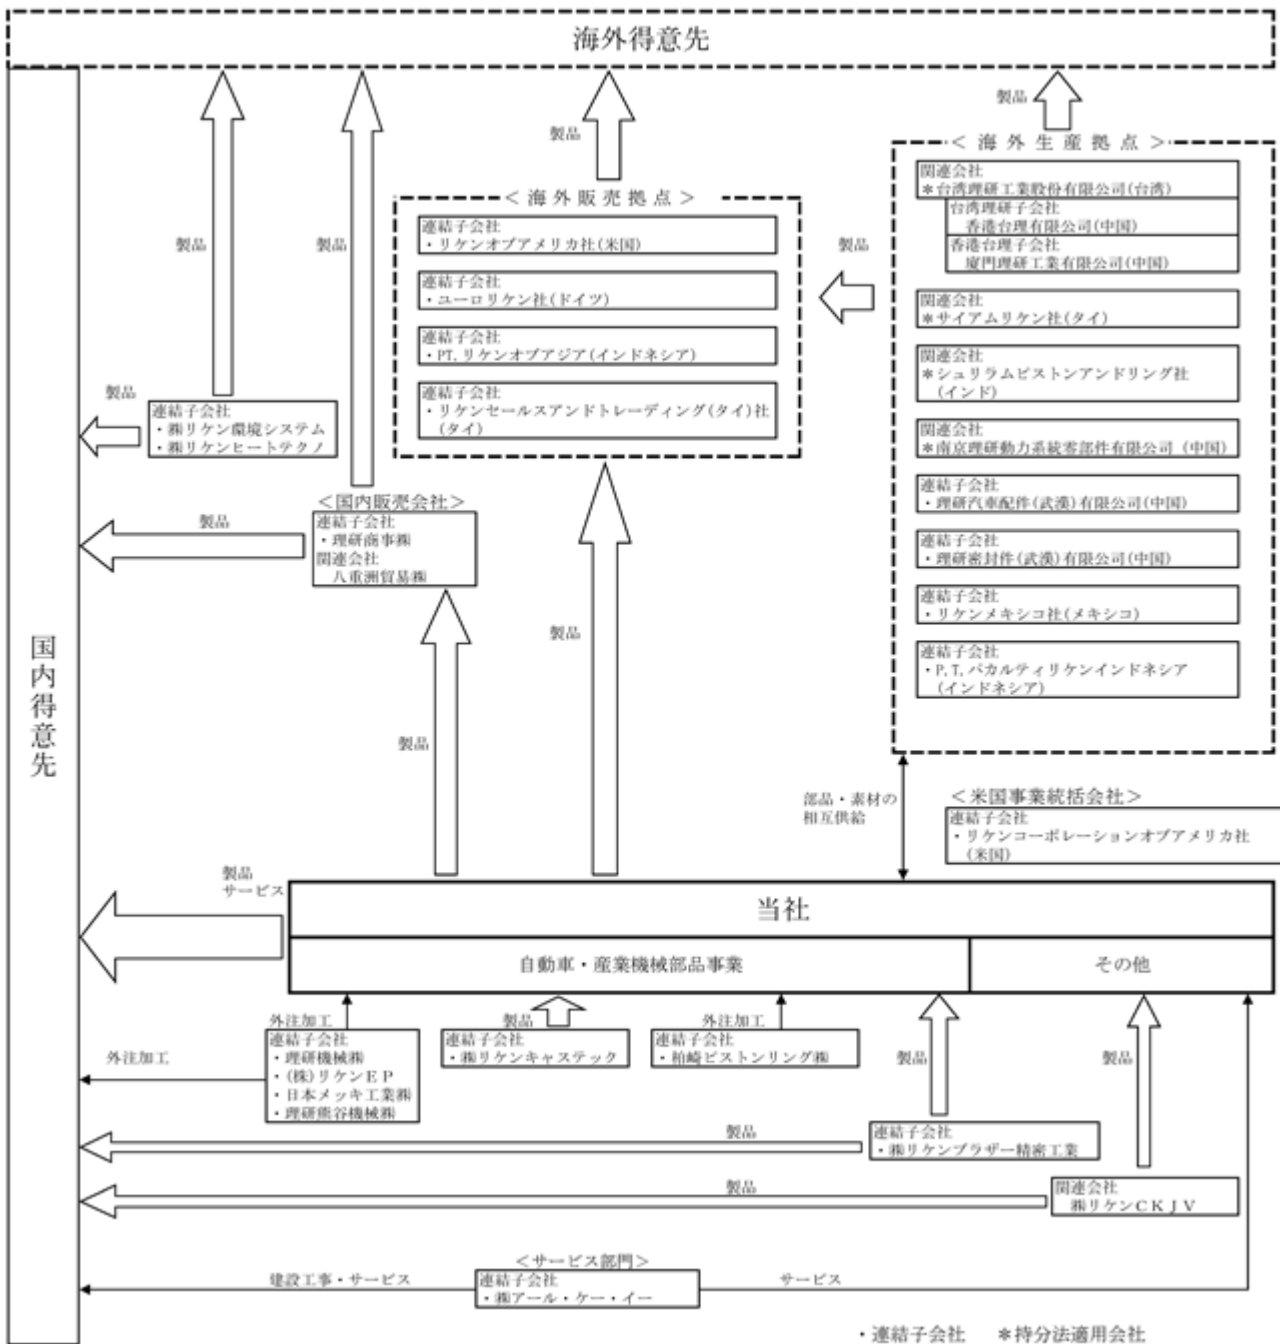 海外得意先
製品
<海外生産拠点>
関連会社
*台湾理研工業股份有限公司(台湾)
台湾理研子会社
香港台理有限公司(中国)
香港台理子会社
廈門理研工業有限公司(中国)
関連会社
*サイアムリケン社(タイ)
関連会社
*シュリラムピストンアンドリング社
(インド)
関連会社
*南京理研動力系統零部件有限公司(中国)
連結子会社
・理研汽車配件(武漢)有限公司(中国)
連結子会社
・理研密封件(武漢)有限公司(中国)
連結子会社
・リケンメキシコ社(メキシコ)
連結子会社
・P.T.パカルティリケンインドネシア
(インドネシア)
製品
製品
<海外販売拠点>
連結子会社
・リケンオブアメリカ社(米国)
連結子会社
・ユーロリケン社(ドイツ)
連結子会社
・PT.リケンオブアジア(インドネシア)
連結子会社
・リケンセールスアンドトレーディング(タイ)社
(タイ)
製品
製品
製品
連結子会社
・㈱リケン環境システム
・㈱リケンヒートテクノ
<国内販売会社>
連結子会社
・理研商事㈱
関連会社
八重洲貿易㈱
製品
製品
製品
国内得意先
部品・素材の
相互供給
<米国事業統括会社>
連結子会社
・リケンコーポレーションオブアメリカ社
(米国)
製品
サービス
当社
自動車・産業機械部品事業
その他
外注加工
連結子会社
・理研機械㈱
・(株)リケンEP
・日本メッキ工業㈱
・理研熊谷機械㈱
外注加工
製品
連結子会社
・㈱リケンキャステック
外注加工
連結子会社
・柏崎ピストンリング㈱
製品
製品
製品
連結子会社
・㈱リケンブラザー精密工業
製品
関連会社
㈱リケンCKJV
<サービス部門>
建設工事・サービス
連結子会社
・㈱アール・ケー・イー
サービス
・連結子会社 *持分法適用会社